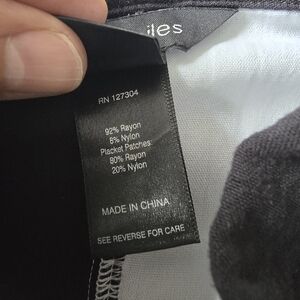 iles
RN 127304
92% Rayon
8% Nylon
Placket Patches:
80% Rayon
20% Nylon
MADE IN CHINA
SEE REVERSE FOR CARE